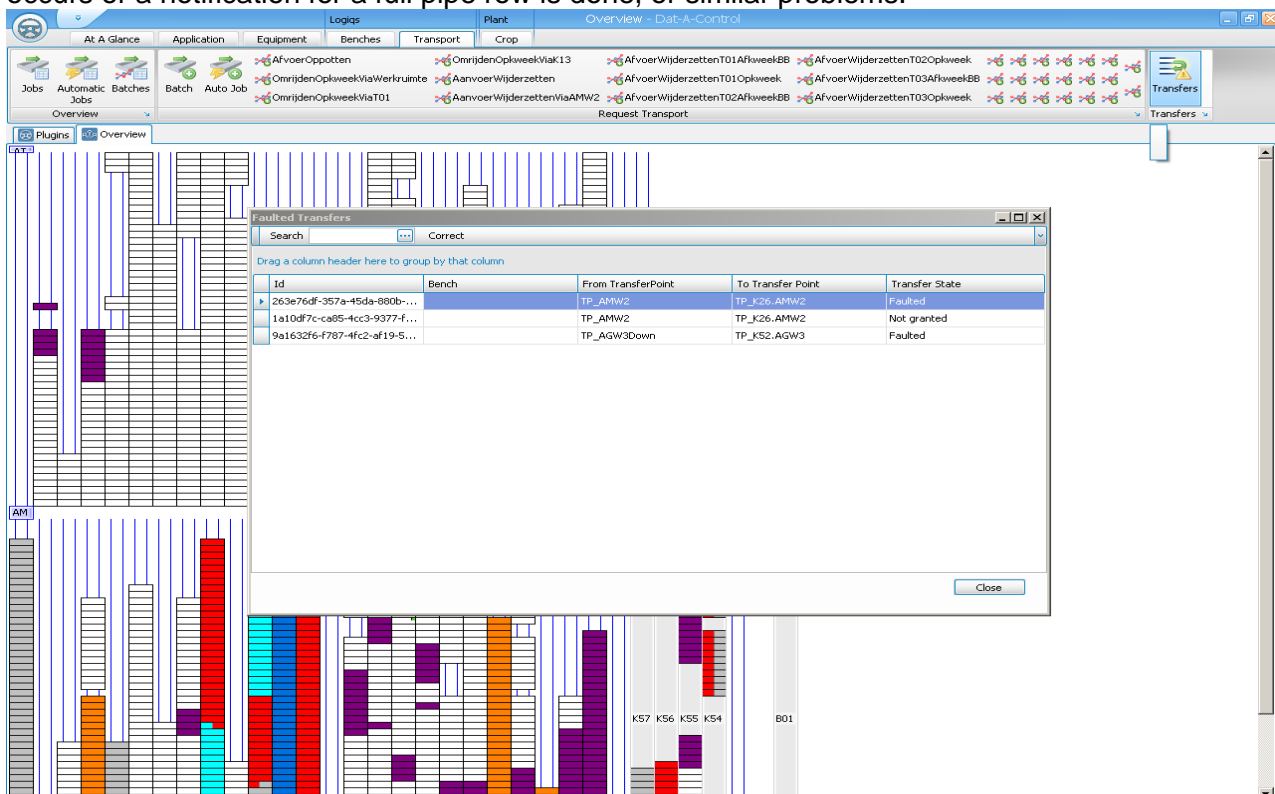 occurs or a notification for a full pipe row is done, or similar problems.
Logiqs Plant Overview - Dat-A-Control
At A Glance Application Equipment Benches Transport Crop
AfvoerOppotten OmrijdenOpkweekViaK13 AfvoerWijderzettenT01AfkweekBB AfvoerWijderzettenT02Opkweek
OmrijdenOpkweekViaWerkruimte AanvoerWijderzetten AfvoerWijderzettenT01Opkweek AfvoerWijderzettenT03AfkweekBB
OmrijdenOpkweekViaT01 AanvoerWijderzettenViaAMW2 AfvoerWijderzettenT02AfkweekBB AfvoerWijderzettenT03Opkweek
Jobs Automatic Jobs Batches Batch Auto Job Transfers
Overview Request Transport Transfers
Plugins Overview
AT
Faulted Transfers
Search ... Correct
Drag a column header here to group by that column
Id Bench From TransferPoint To Transfer Point Transfer State
263e76df-357a-45da-880b-... TP_AMW2 TP_K26.AMW2 Faulted
1a10df7c-ca85-4cc3-9377-f... TP_AMW2 TP_K26.AMW2 Not granted
9a1632f6-f787-4fc2-af19-5... TP_AGW3Down TP_K52.AGW3 Faulted
AM
Close
K57 K56 K55 K54 B01